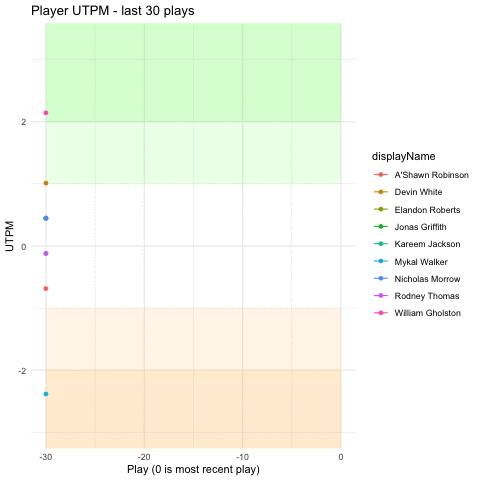 Player UTPM - last 30 plays
2
0
-2
UTPM
-30
-20
-10
0
Play (0 is most recent play)
displayName
A'Shawn Robinson
Devin White
Elandon Roberts
Jonas Griffith
Kareem Jackson
Mykal Walker
Nicholas Morrow
Rodney Thomas
William Gholston